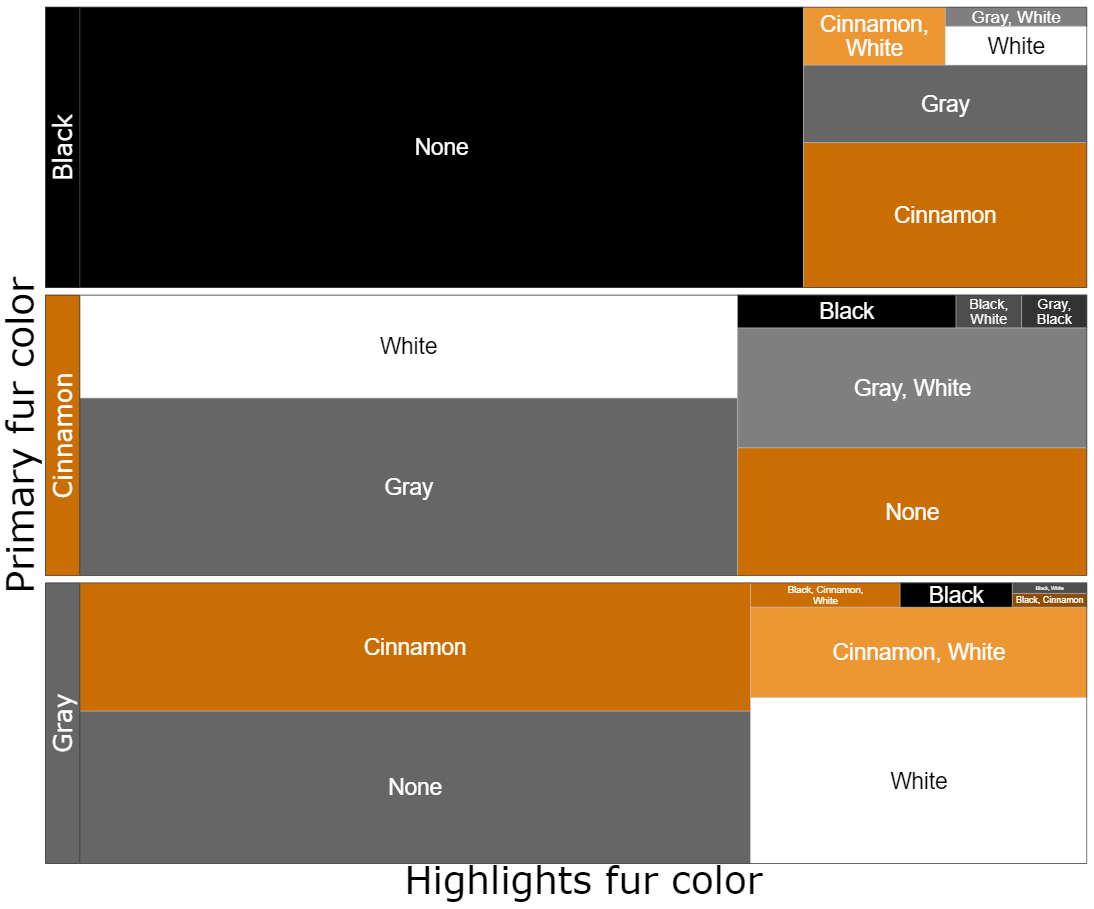 Primary fur color
Black
None
Cinnamon,
White
Gray, White
White
Gray
Cinnamon
Cinnamon
White
Gray
Black
Black,
White
Gray,
Black
Gray, White
None
Gray
Cinnamon
None
Black, Cinnamon,
White
Black
Black, White
Black, Cinnamon
Cinnamon, White
White
Highlights fur color